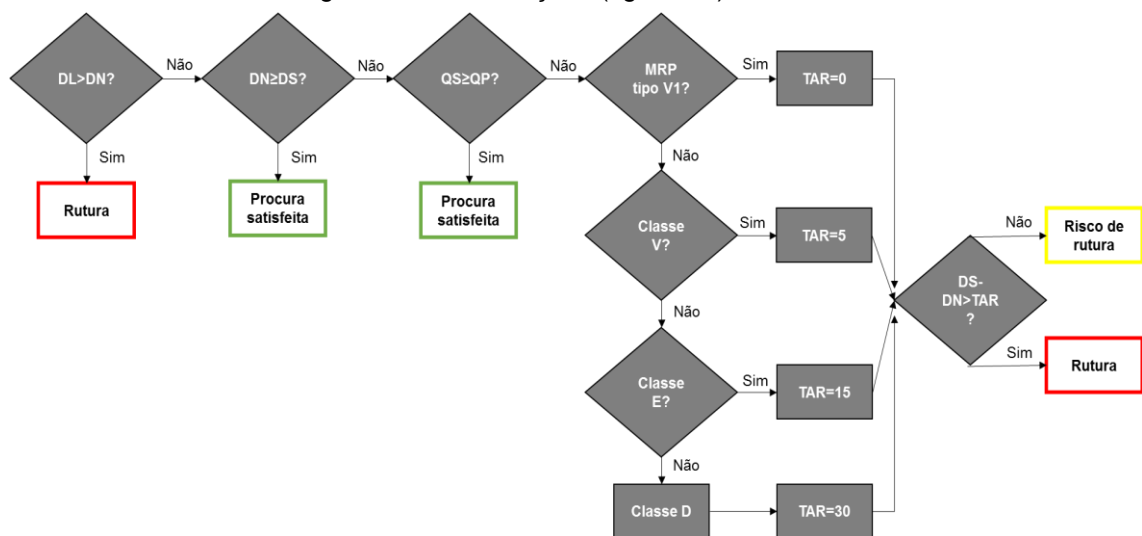 DL>DN?
Não
DN≥DS?
Não
QS≥QP?
Não
MRP
tipo V1?
Sim
TAR=0
Sim
Sim
Sim
Não
Rutura
Procura
satisfeita
Procura
satisfeita
Classe
V?
Sim
TAR=5
Não
Risco de
rutura
DS-
DN>TAR
?
Não
Sim
Rutura
Classe
E?
Sim
TAR=15
Não
Classe D
TAR=30